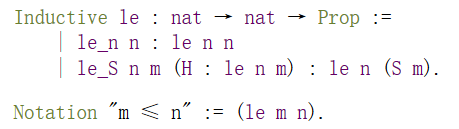 Inductive le : nat → nat → Prop :=
| le_n n : le n n
| le_S n m (H : le n m) : le n (S m).
Notation "m ≤ n" := (le m n).